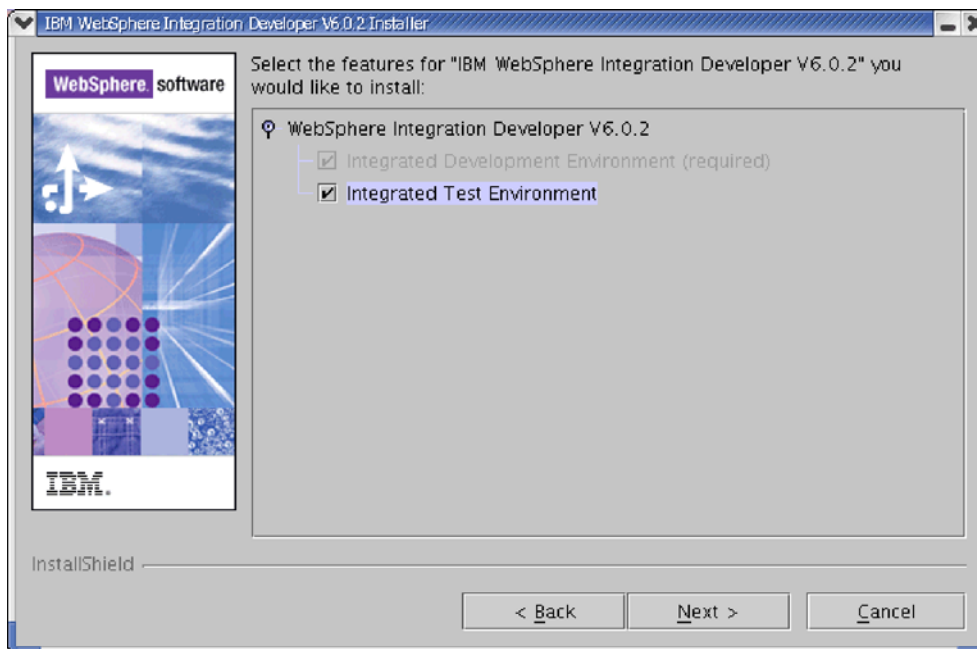 IBM WebSphere Integration Developer V6.0.2 Installer
WebSphere. software
Select the features for "IBM WebSphere Integration Developer V6.0.2" you
would like to install:
WebSphere Integration Developer V6.0.2
Integrated Development Environment (required)
Integrated Test Environment
IBM.
InstallShield
< Back
Next >
Cancel